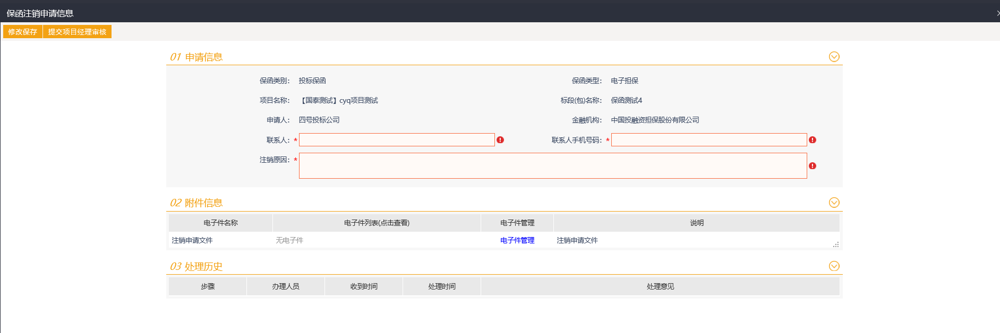 保函注销申请信息
修改保存 提交项目经理审核
01 申请信息
保函类别： 投标保函 保函类型： 电子担保
项目名称： 【国泰测试】cyq项目测试 标段(包)名称： 保函测试4
申请人： 四号投标公司 金融机构： 中国投融资担保股份有限公司
联系人： * 联系人手机号码： *
注销原因： *
02 附件信息
电子件名称 电子件列表(点击查看) 电子件管理 说明
注销申请文件 无电子件 电子件管理 注销申请文件
03 处理历史
步骤 办理人员 收到时间 处理时间 处理意见